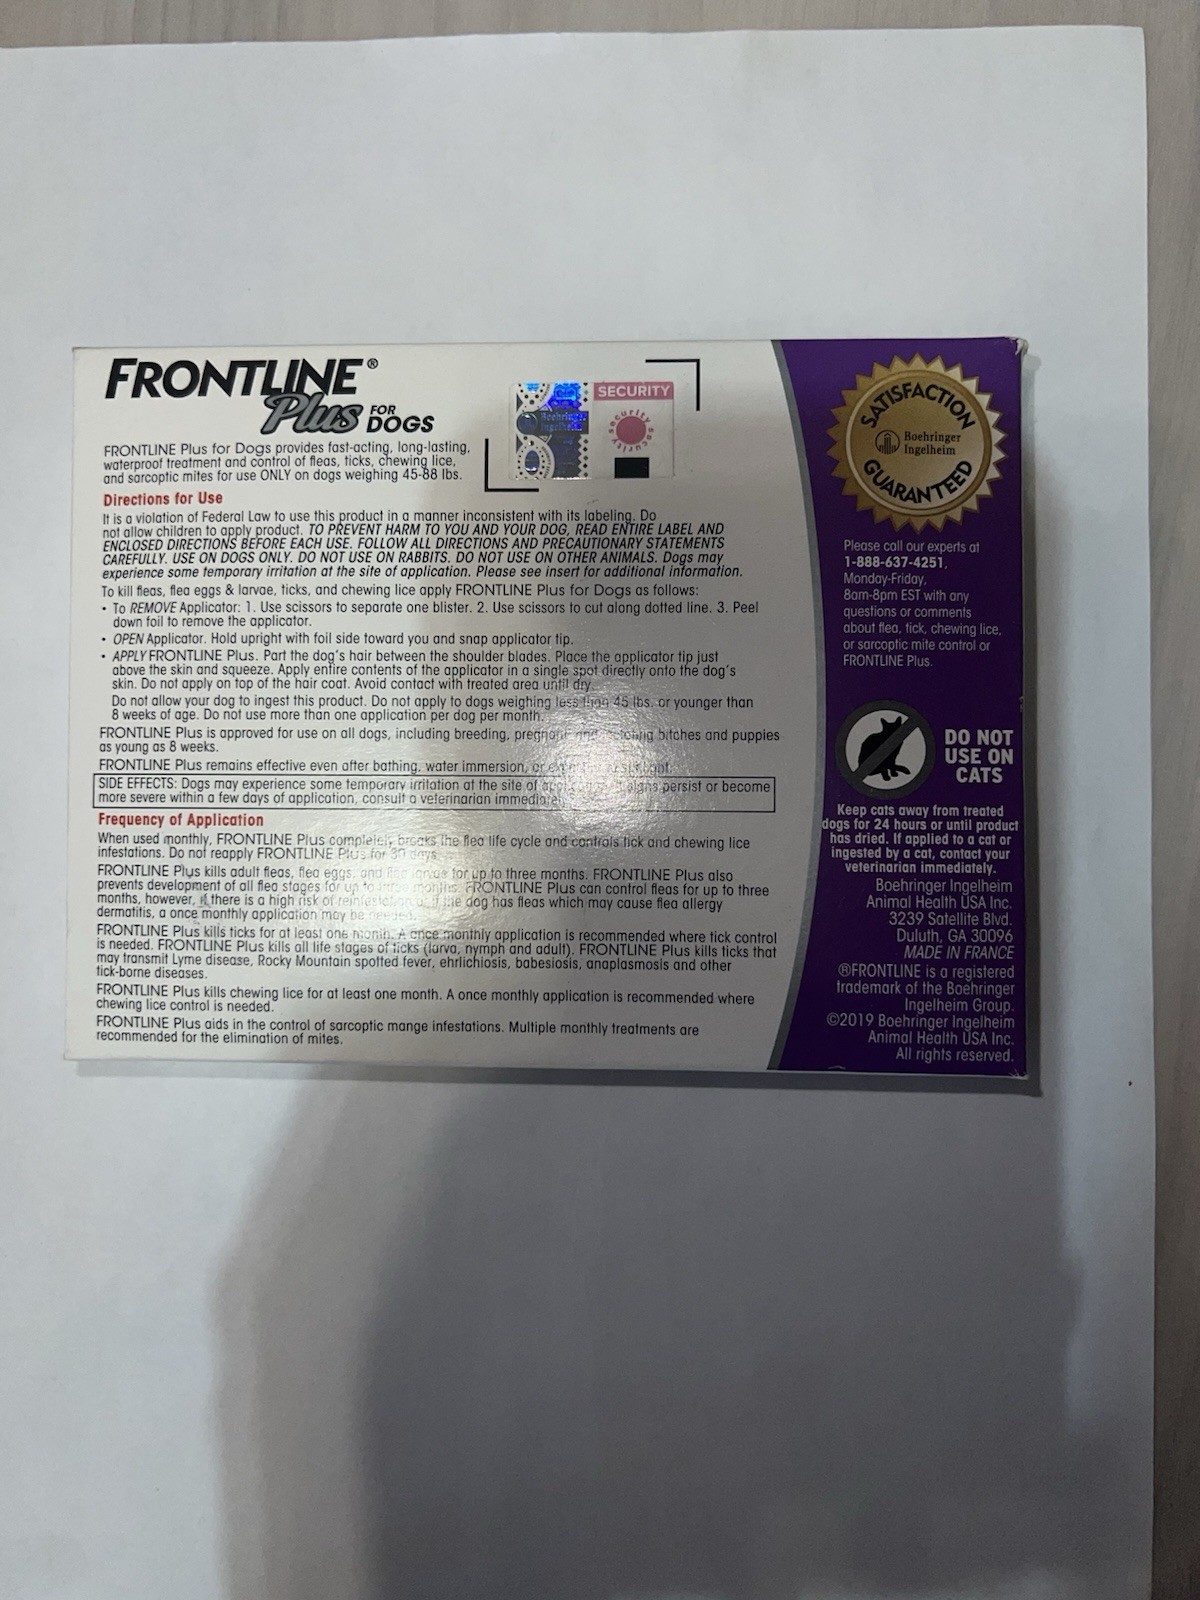 FRONTLINE®
Plus FOR DOGS
FRONTLINE Plus for Dogs provides fast-acting, long-lasting,
waterproof treatment and control of fleas, ticks, chewing lice,
and sarcoptic mites for use ONLY on dogs weighing 45-88 lbs.
SECURITY
security security
Boehringer
Ingelheim
Directions for Use
It is a violation of Federal Law to use this product in a manner inconsistent with its labeling. Do
not allow children to apply product. TO PREVENT HARM TO YOU AND YOUR DOG, READ ENTIRE LABEL AND
ENCLOSED DIRECTIONS BEFORE EACH USE. FOLLOW ALL DIRECTIONS AND PRECAUTIONARY STATEMENTS
CAREFULLY. USE ON DOGS ONLY. DO NOT USE ON RABBITS. DO NOT USE ON OTHER ANIMALS. Dogs may
experience some temporary irritation at the site of application. Please see insert for additional information.
To kill fleas, flea eggs & larvae, ticks, and chewing lice apply FRONTLINE Plus for Dogs as follows:
• To REMOVE Applicator: 1. Use scissors to separate one blister. 2. Use scissors to cut along dotted line. 3. Peel
down foil to remove the applicator.
• OPEN Applicator. Hold upright with foil side toward you and snap applicator tip.
• APPLY FRONTLINE Plus. Part the dog's hair between the shoulder blades. Place the applicator tip just
above the skin and squeeze. Apply entire contents of the applicator in a single spot directly onto the dog's
skin. Do not apply on top of the hair coat. Avoid contact with treated area until dry.
Do not allow your dog to ingest this product. Do not apply to dogs weighing less than 45 lbs. or younger than
8 weeks of age. Do not use more than one application per dog per month.
FRONTLINE Plus is approved for use on all dogs, including breeding, pregnant and bitches and puppies
as young as 8 weeks.
FRONTLINE Plus remains effective even after bathing, water immersion, or
SIDE EFFECTS: Dogs may experience some temporary irritation at the site of signs persist or become
more severe within a few days of application, consult a veterinarian immediately
Frequency of Application
When used monthly, FRONTLINE Plus completely breaks the flea life cycle and controls tick and chewing lice
infestations. Do not reapply FRONTLINE Plus for 30 days
FRONTLINE Plus kills adult fleas, flea eggs, and flea larvae for up to three months. FRONTLINE Plus also
prevents development of all flea stages for up to three months. FRONTLINE Plus can control fleas for up to three
months, however, if there is a high risk of reinfestation or if the dog has fleas which may cause flea allergy
dermatitis, a once monthly application may be needed.
FRONTLINE Plus kills ticks for at least one month. A once monthly application is recommended where tick control
is needed. FRONTLINE Plus kills all life stages of ticks (larva, nymph and adult). FRONTLINE Plus kills ticks that
may transmit Lyme disease, Rocky Mountain spotted fever, ehrlichiosis, babesiosis, anaplasmosis and other
tick-borne diseases.
FRONTLINE Plus kills chewing lice for at least one month. A once monthly application is recommended where
chewing lice control is needed.
FRONTLINE Plus aids in the control of sarcoptic mange infestations. Multiple monthly treatments are
recommended for the elimination of mites.
SATISFACTION
Boehringer
Ingelheim
GUARANTEED
Please call our experts at
1-888-637-4251,
Monday-Friday,
8am-8pm EST with any
questions or comments
about flea, tick, chewing lice,
or sarcoptic mite control or
FRONTLINE Plus.
DO NOT
USE ON
CATS
Keep cats away from treated
dogs for 24 hours or until product
has dried. If applied to a cat or
ingested by a cat, contact your
veterinarian immediately.
Boehringer Ingelheim
Animal Health USA Inc.
3239 Satellite Blvd.
Duluth, GA 30096
MADE IN FRANCE
®FRONTLINE is a registered
trademark of the Boehringer
Ingelheim Group.
©2019 Boehringer Ingelheim
Animal Health USA Inc.
All rights reserved.